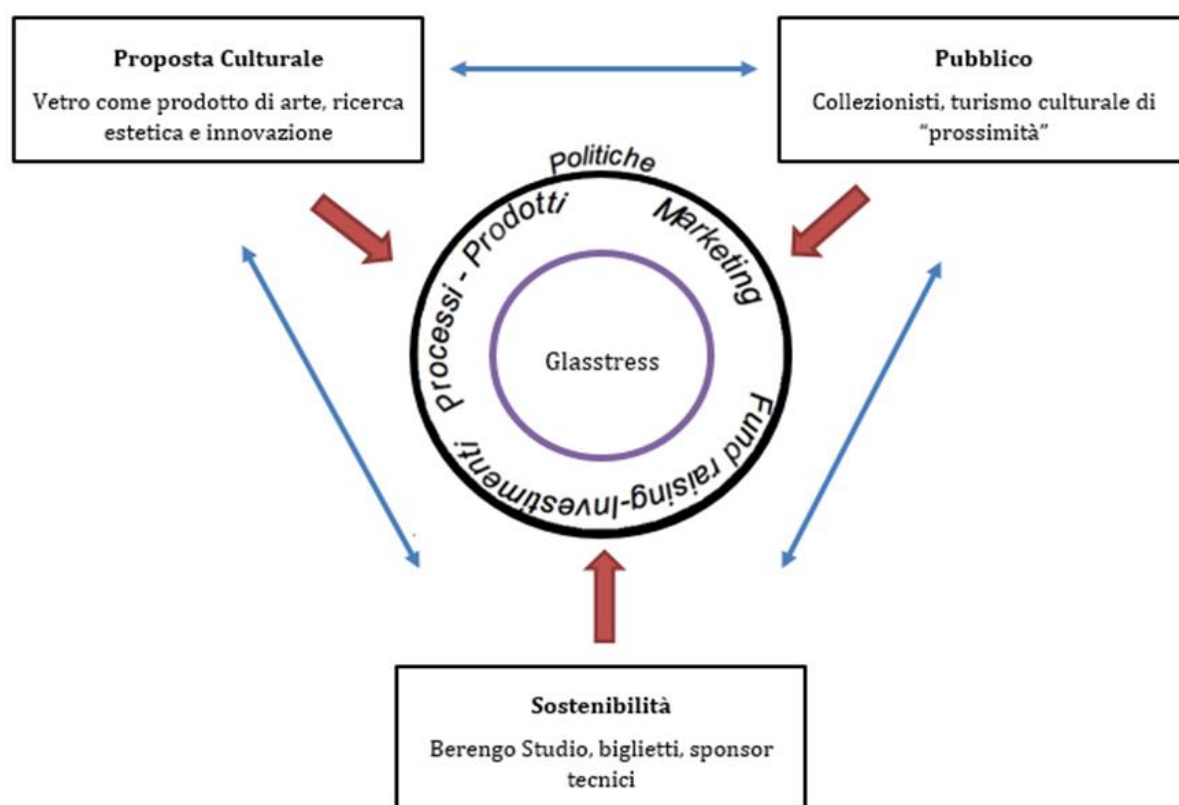 Proposta Culturale
Vetro come prodotto di arte, ricerca
estetica e innovazione
Pubblico
Collezionisti, turismo culturale di
“prossimità”
Politiche
Processi - Prodotti
Marketing
Glasstress
Fund raising-Investimenti
Sostenibilità
Berengo Studio, biglietti, sponsor
tecnici